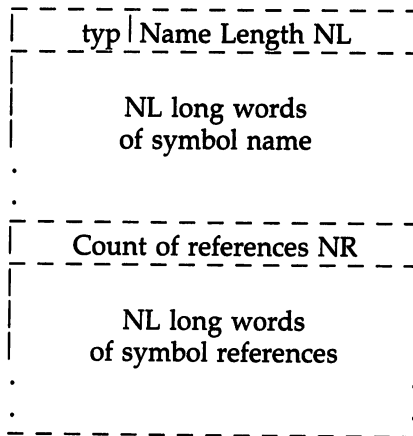 typ | Name Length NL
NL long words
of symbol name
Count of references NR
NL long words
of symbol references